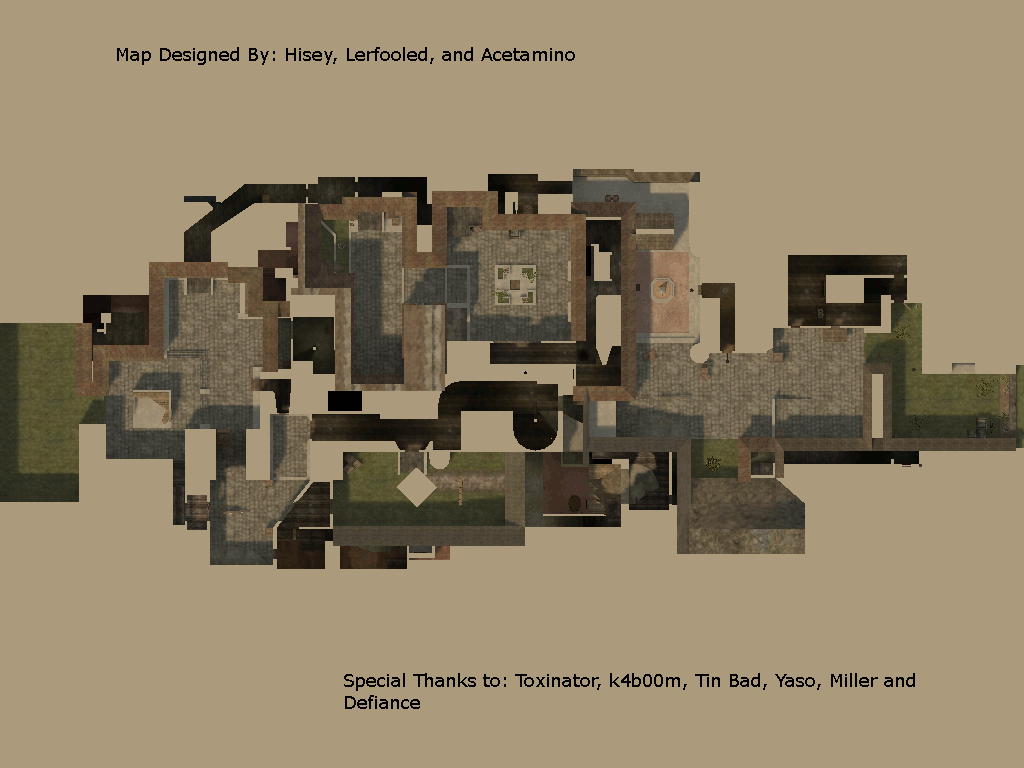 Map Designed By: Hisey, Lerfooled, and Acetamino
Special Thanks to: Toxinator, k4b00m, Tin Bad, Yaso, Miller and
Defiance